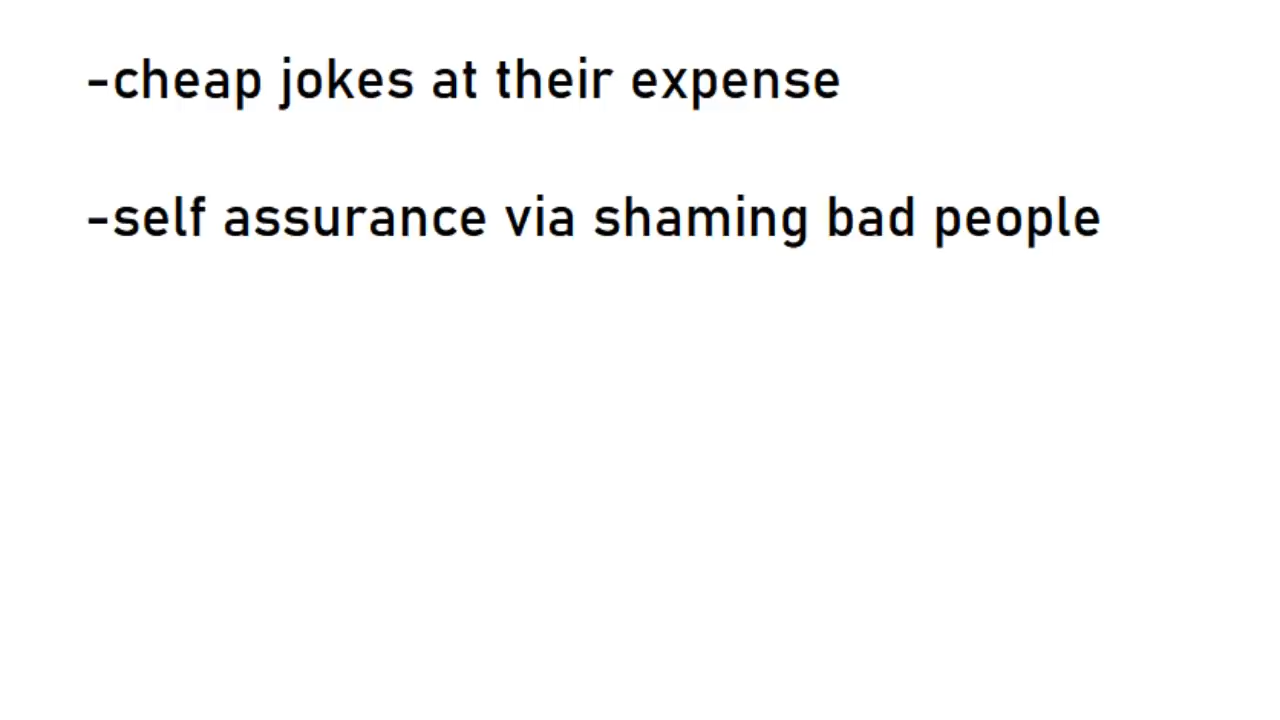 -cheap jokes at their expense
-self assurance via shaming bad people